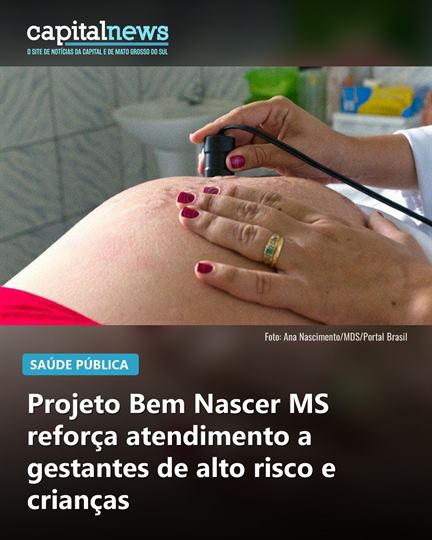 capitalnews
O SITE DE NOTÍCIAS DA CAPITAL E DE MATO GROSSO DO SUL
Foto: Ana Nascimento/MDS/Portal Brasil
SAÚDE PÚBLICA
Projeto Bem Nascer MS
reforça atendimento a
gestantes de alto risco e
crianças